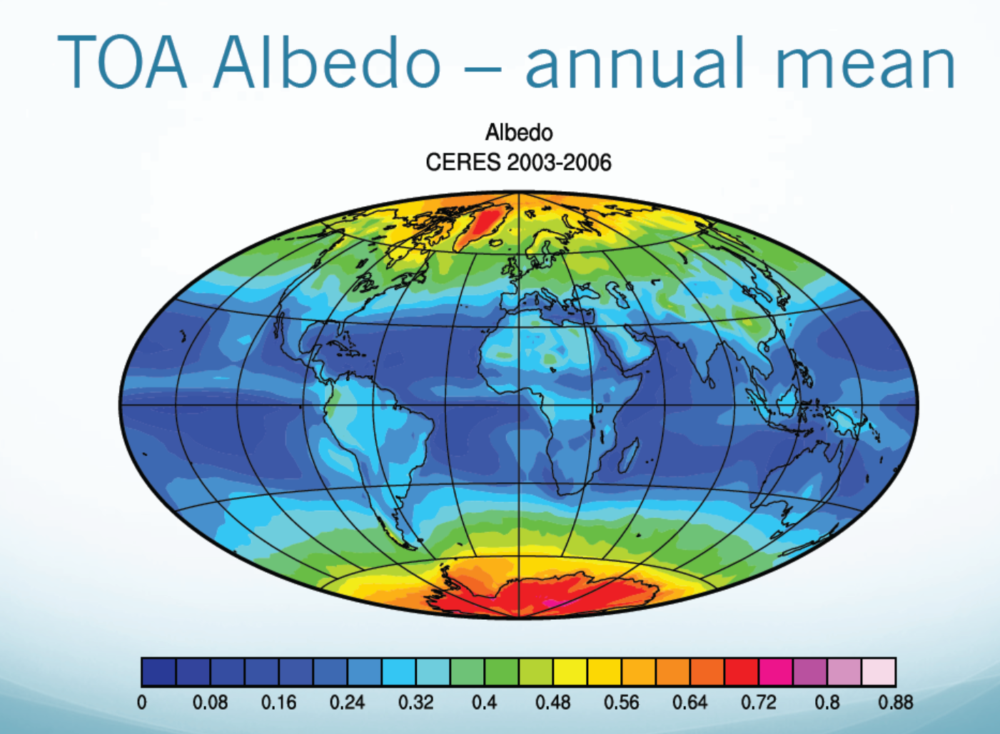 TOA Albedo – annual mean
Albedo
CERES 2003-2006
0 0.08 0.16 0.24 0.32 0.4 0.48 0.56 0.64 0.72 0.8 0.88